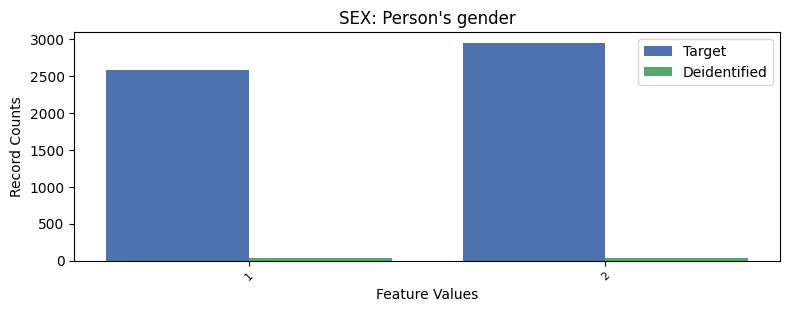 SEX: Person's gender
Target
Deidentified
Record Counts
3000
2500
2000
1500
1000
500
0
1
2
Feature Values